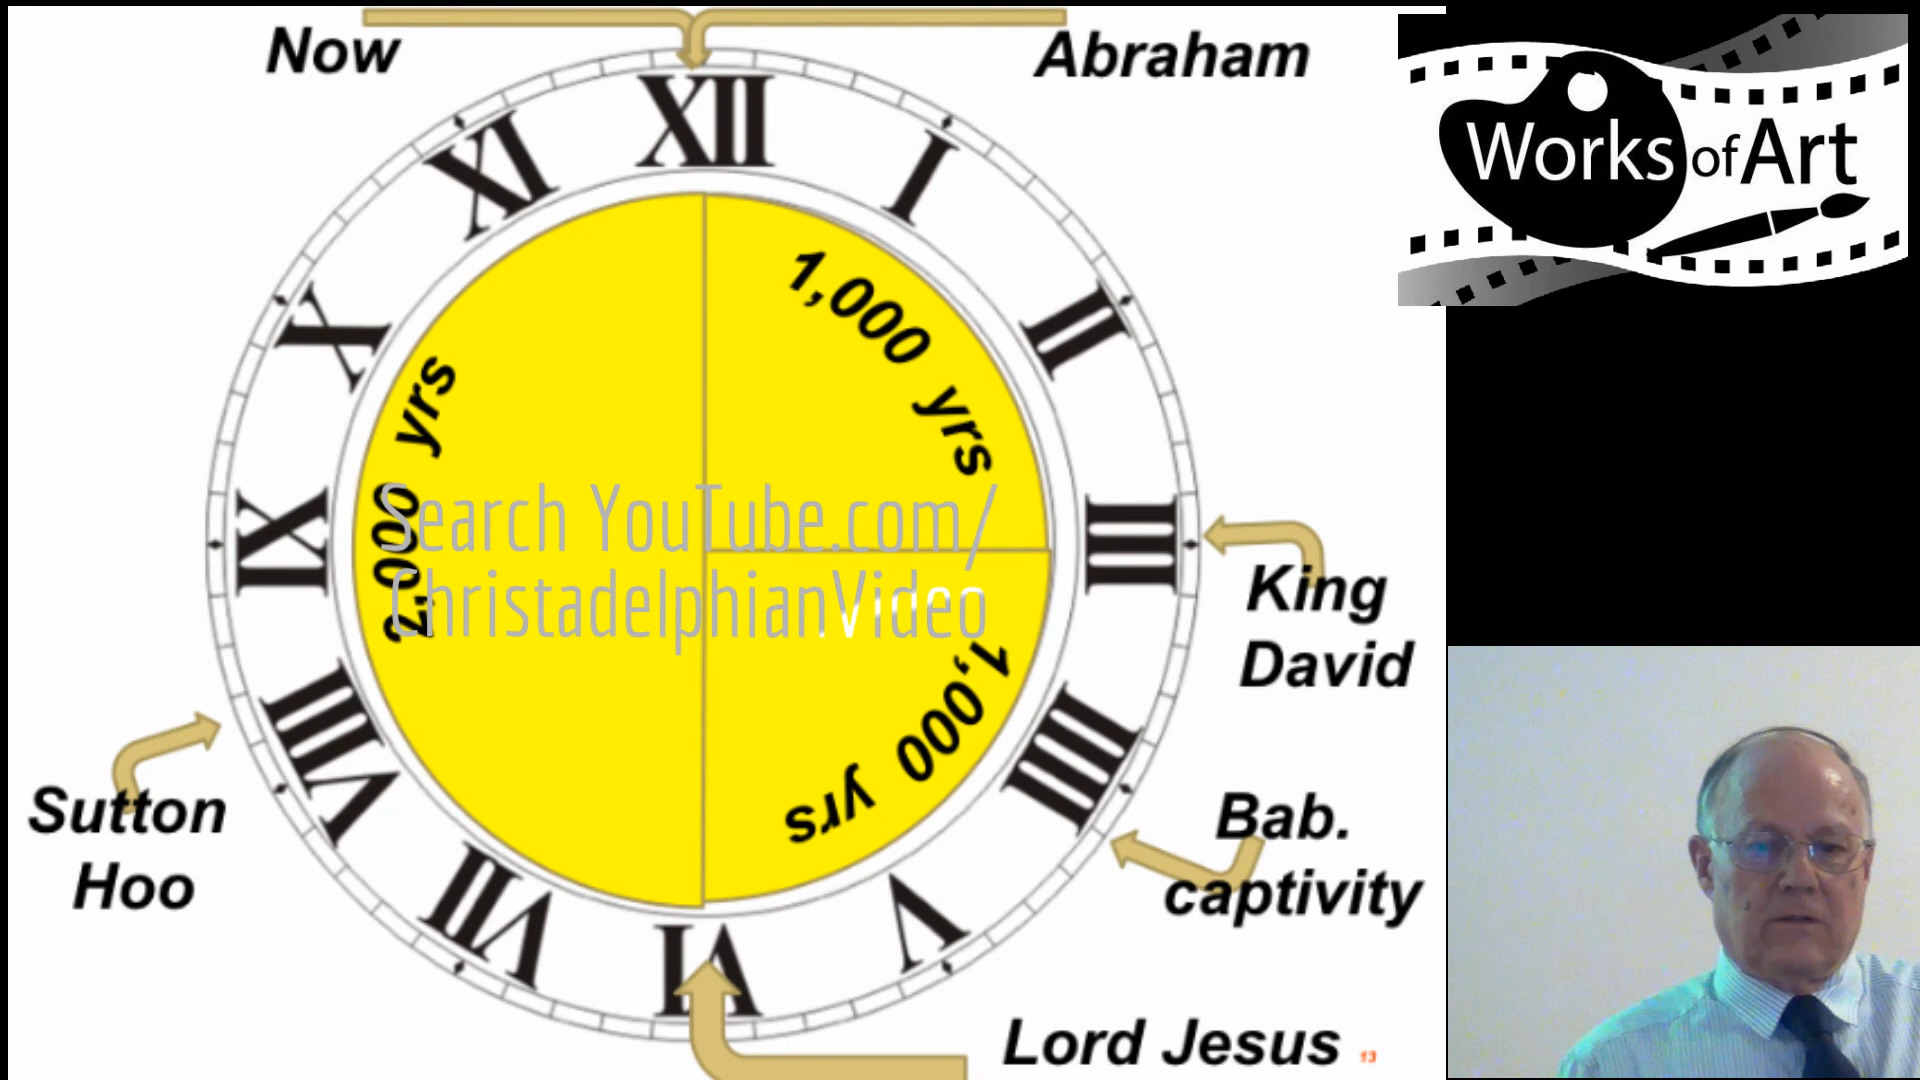 Now
Abraham
XII
I
II
III
IIII
V
VI
VII
VIII
IX
X
XI
1,000 yrs
1,000 yrs
2,000 yrs
Search YouTube.com/
ChristadelphianVideo
King
David
Bab.
captivity
Lord Jesus
13
Sutton
Hoo
Works of Art